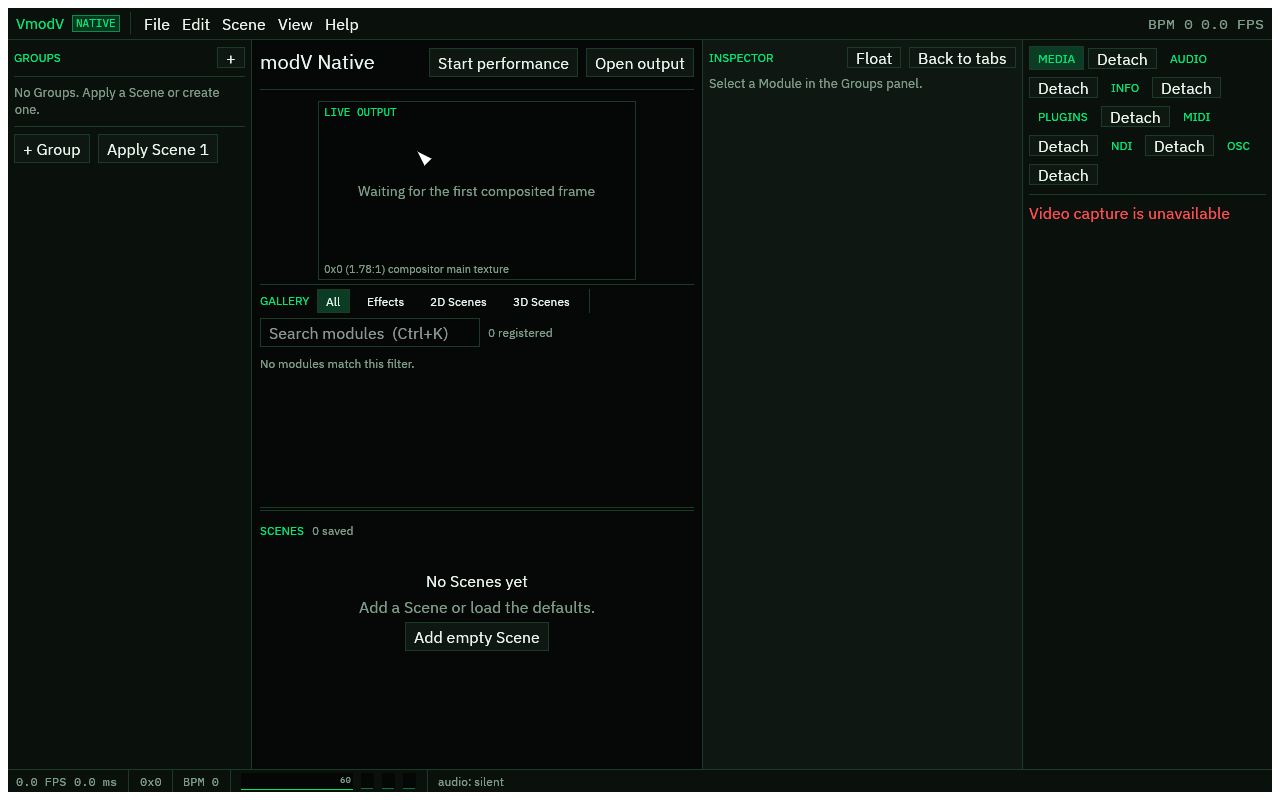 VmodV NATIVE File Edit Scene View Help BPM 0 0.0 FPS
GROUPS +
No Groups. Apply a Scene or create
one.
+ Group Apply Scene 1
modV Native Start performance Open output
LIVE OUTPUT
Waiting for the first composited frame
0x0 (1.78:1) compositor main texture
GALLERY All Effects 2D Scenes 3D Scenes
Search modules (Ctrl+K) 0 registered
No modules match this filter.
SCENES 0 saved
No Scenes yet
Add a Scene or load the defaults.
Add empty Scene
INSPECTOR Float Back to tabs
Select a Module in the Groups panel.
MEDIA Detach AUDIO
Detach INFO Detach
PLUGINS Detach MIDI
Detach NDI Detach OSC
Detach
Video capture is unavailable
0.0 FPS 0.0 ms 0x0 BPM 0 60 audio: silent